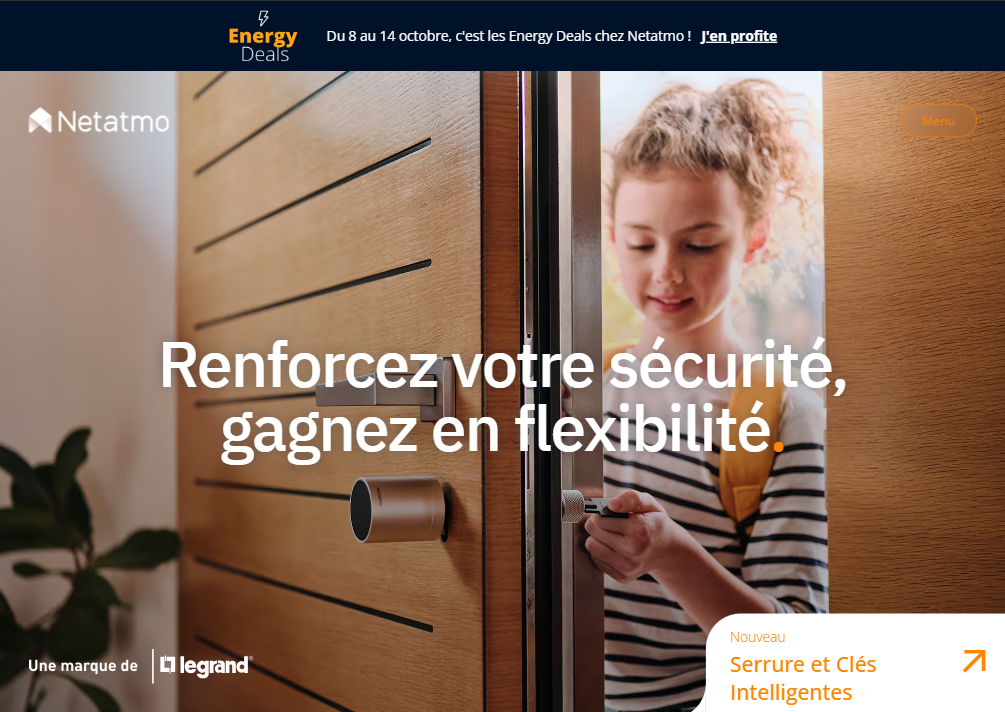 Energy
Deals
Du 8 au 14 octobre, c'est les Energy Deals chez Netatmo ! J'en profite
Netatmo
Menu
Renforcez votre sécurité,
gagnez en flexibilité.
Une marque de legrand®
Nouveau
Serrure et Clés
Intelligentes